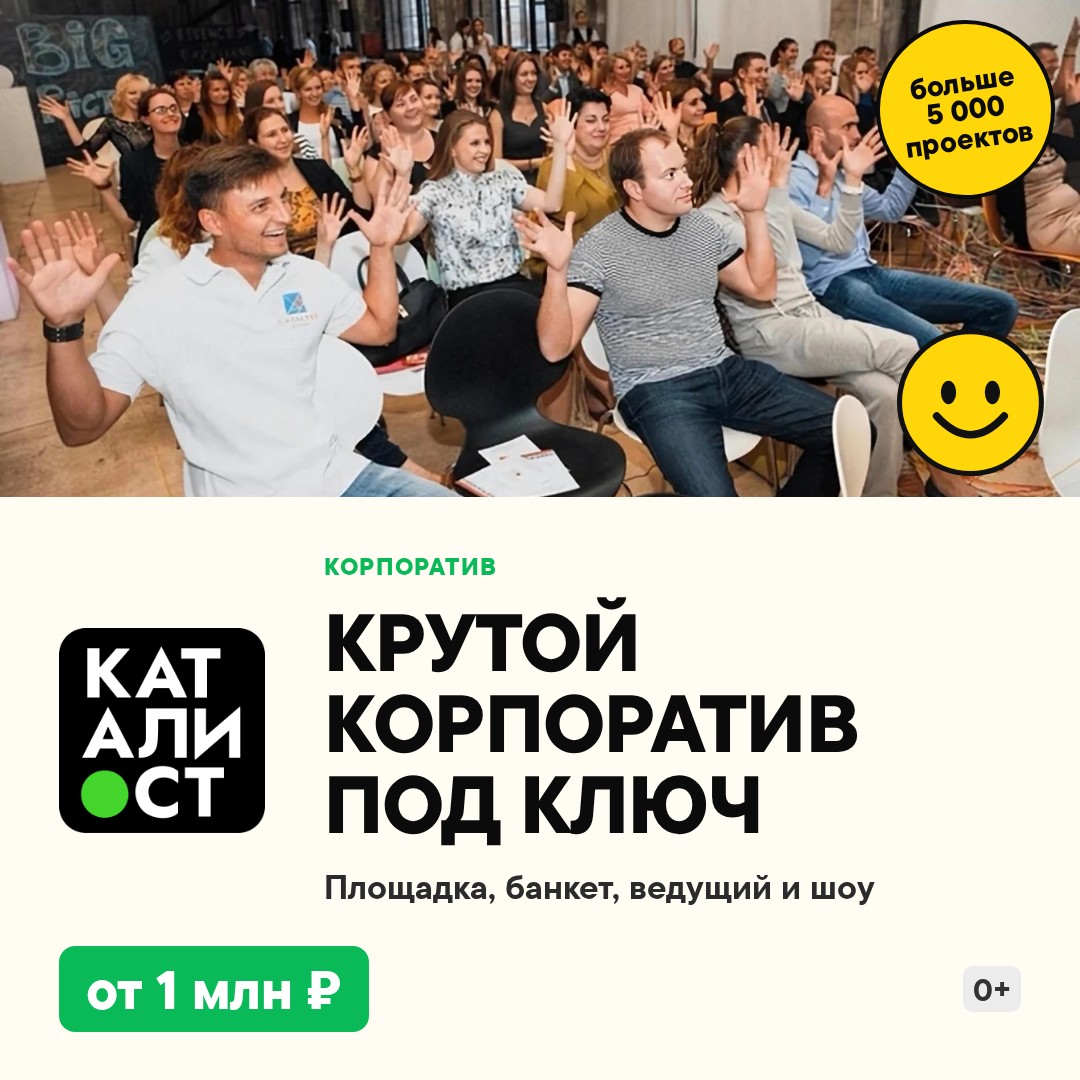 BIG
больше
5 000
проектов
КОРПОРАТИВ
КРУТОЙ
КОРПОРАТИВ
ПОД КЛЮЧ
КАТ
АЛИ
СТ
Площадка, банкет, ведущий и шоу
от 1 млн ₽
0+